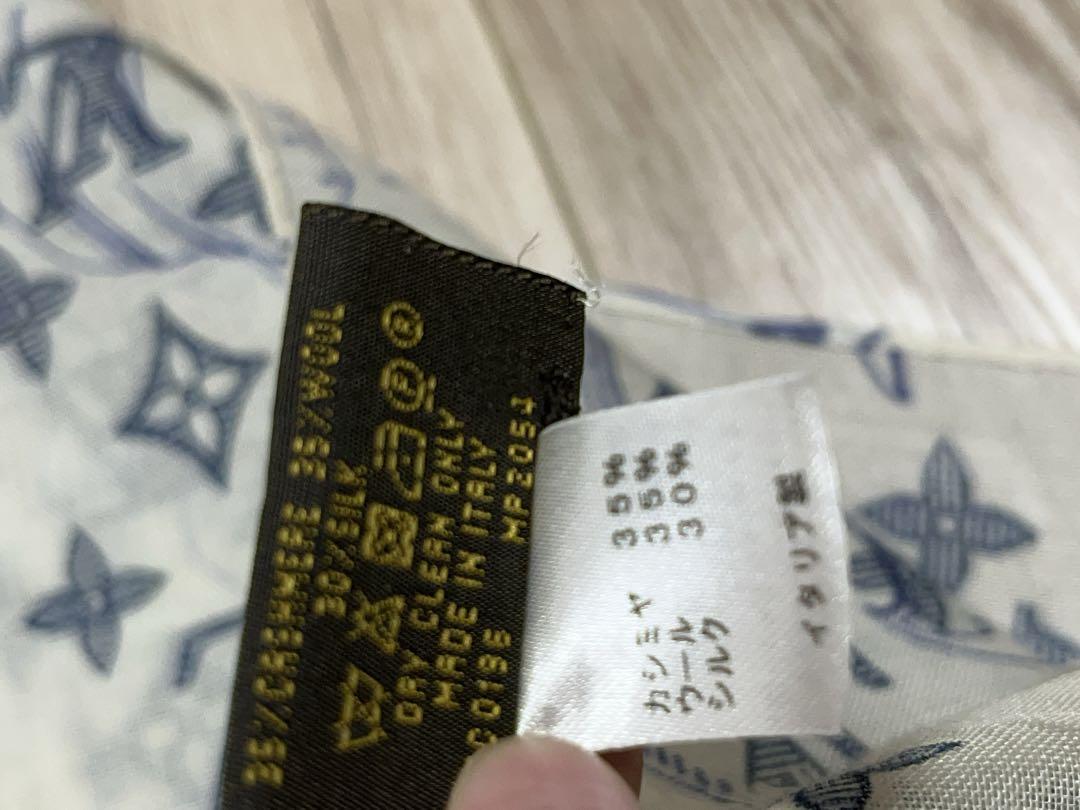 35%CASHMERE 35%WOOL
30%SILK
DRY CLEAN ONLY
MADE IN ITALY
MP2054
カシミヤ 35%
ウール 35%
シルク 30%
イタリア製